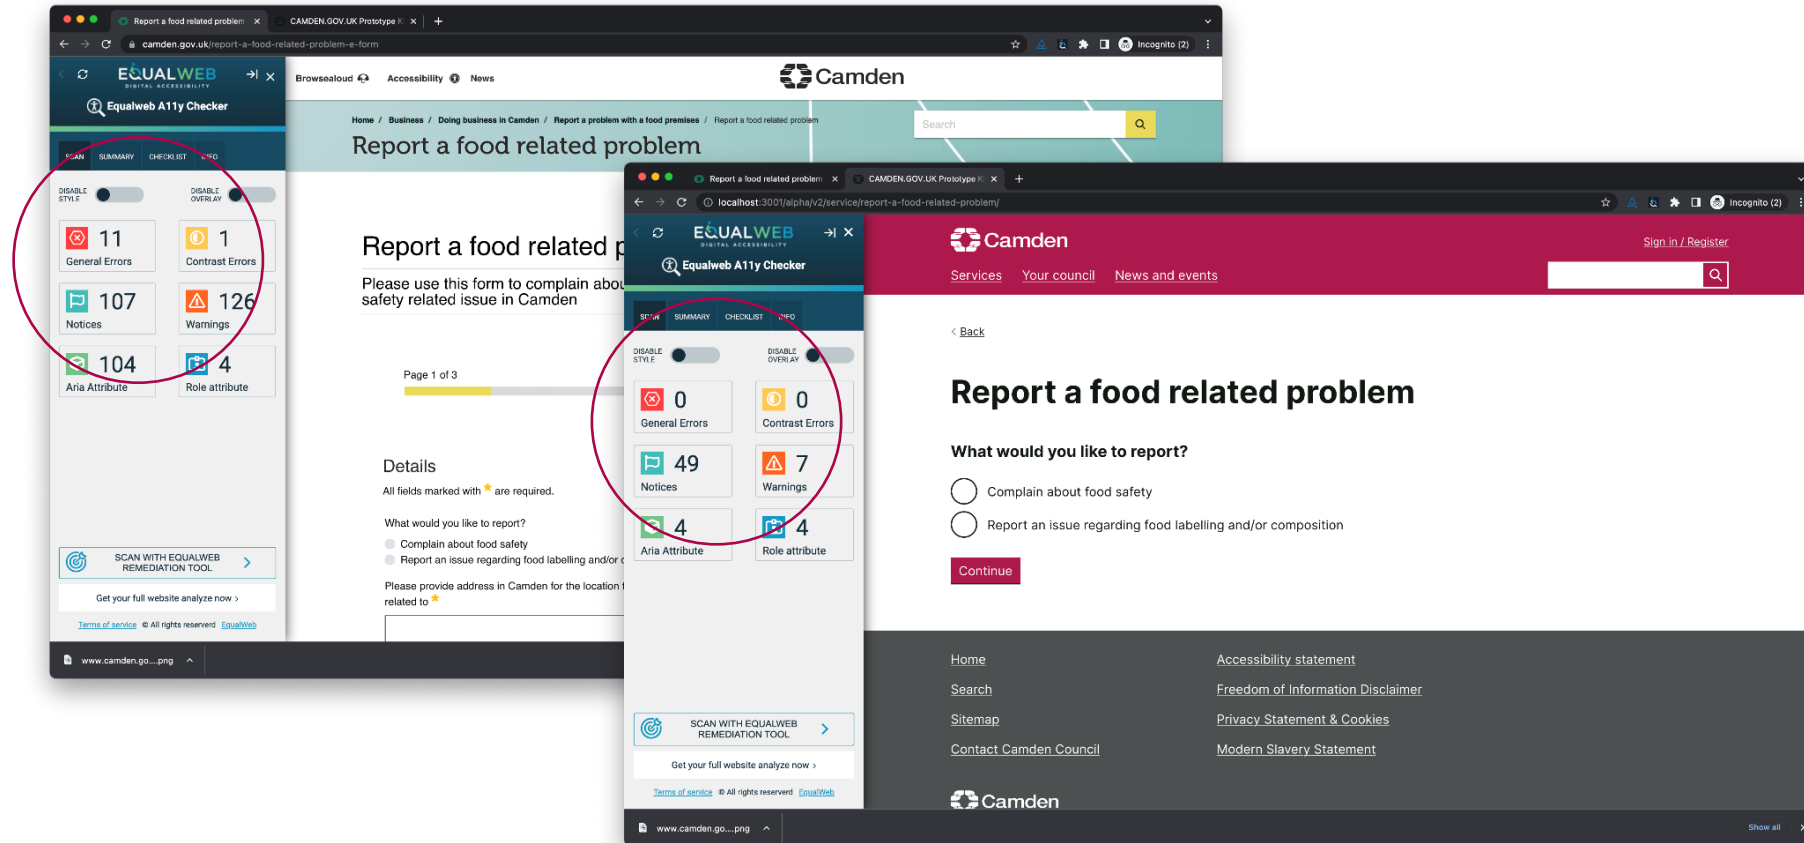 Report a food related problem
CAMDEN.GOV.UK Prototype K
camden.gov.uk/report-a-food-related-problem-e-form
Incognito (2)
EQUALWEB
DIGITAL ACCESSIBILITY
Equalweb A11y Checker
SCAN SUMMARY CHECKLIST INFO
DISABLE STYLE
DISABLE OVERLAY
11
General Errors
1
Contrast Errors
107
Notices
126
Warnings
104
Aria Attribute
4
Role attribute
SCAN WITH EQUALWEB
REMEDIATION TOOL
Get your full website analyze now >
Terms of service © All rights reserverd EqualWeb
www.camden.go....png
Browsealoud Accessibility News
Camden
Home / Business / Doing business in Camden / Report a problem with a food premises / Report a food related problem
Search
Report a food related problem
Report a food related p
Please use this form to complain abou
safety related issue in Camden
Page 1 of 3
Details
All fields marked with * are required.
What would you like to report?
Complain about food safety
Report an issue regarding food labelling and/or c
Please provide address in Camden for the location
related to *
Report a food related problem
CAMDEN.GOV.UK Prototype K
localhost:3001/alpha/v2/service/report-a-food-related-problem/
Incognito (2)
EQUALWEB
DIGITAL ACCESSIBILITY
Equalweb A11y Checker
SCAN SUMMARY CHECKLIST INFO
DISABLE STYLE
DISABLE OVERLAY
0
General Errors
0
Contrast Errors
49
Notices
7
Warnings
4
Aria Attribute
4
Role attribute
SCAN WITH EQUALWEB
REMEDIATION TOOL
Get your full website analyze now >
Terms of service © All rights reserverd EqualWeb
www.camden.go....png
Show all
Camden
Sign in / Register
Services Your council News and events
< Back
Report a food related problem
What would you like to report?
Complain about food safety
Report an issue regarding food labelling and/or composition
Continue
Home
Search
Sitemap
Contact Camden Council
Accessibility statement
Freedom of Information Disclaimer
Privacy Statement & Cookies
Modern Slavery Statement
Camden